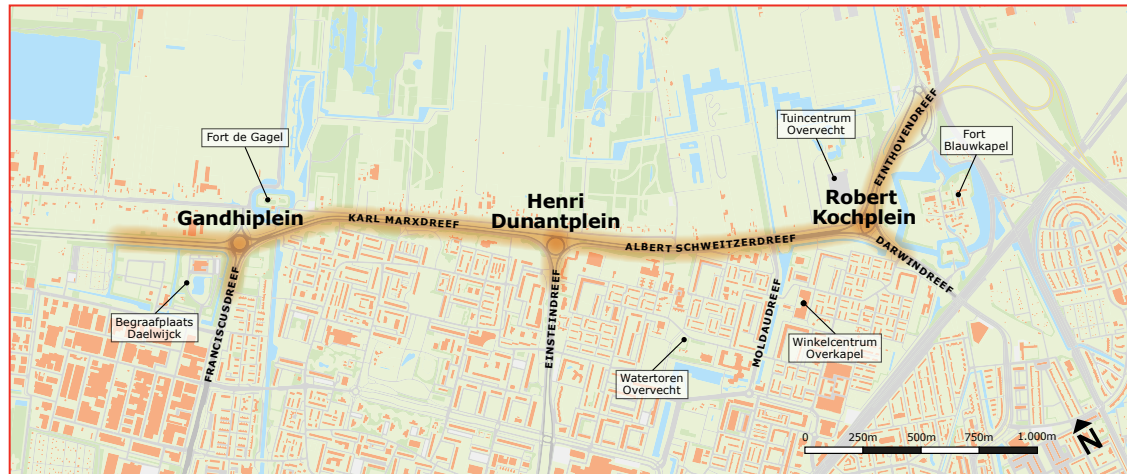 Tuincentrum
Overvecht
Fort
Blauwkapel
Fort de Gagel
EINTHOVENDREEF
Henri
Dunantplein
Robert
Kochplein
Gandhiplein
KARL MARXDREEF
ALBERT SCHWEITZERDREEF
DARWINDREEF
FRANCISCUSDREEF
EINSTEINDREEF
MOLDAUDREEF
Begraafplaats
Daelwijck
Winkelcentrum
Overkapel
Watertoren
Overvecht
N
0 250m 500m 750m 1.000m